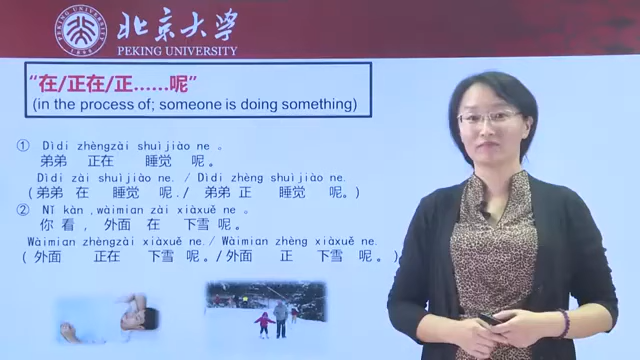 北京大学
PEKING UNIVERSITY
“在/正在/正……呢”
(in the process of; someone is doing something)
① Dìdi zhèngzài shuìjiào ne 。
弟弟 正在 睡觉 呢 。
Dìdi zài shuìjiào ne. / Dìdi zhèng shuìjiào ne.
( 弟弟 在 睡觉 呢 . / 弟弟 正 睡觉 呢。)
② Nǐ kàn ,wàimian zài xiàxuě ne 。
你 看 , 外面 在 下雪 呢 。
Wàimian zhèngzài xiàxuě ne./ Wàimian zhèng xiàxuě ne.
( 外面 正在 下雪 呢 。/ 外面 正 下雪 呢 。)